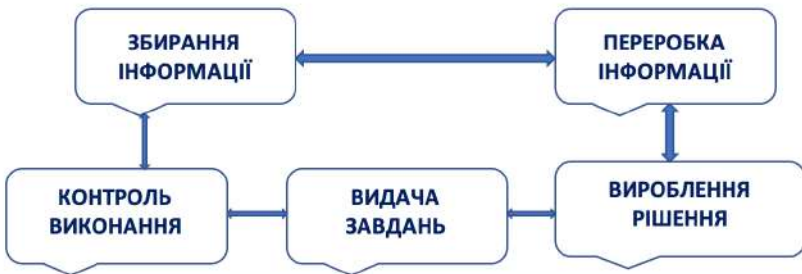 ЗБИРАННЯ
ІНФОРМАЦІЇ
ПЕРЕРОБКА
ІНФОРМАЦІЇ
КОНТРОЛЬ
ВИКОНАННЯ
ВИДАЧА
ЗАВДАНЬ
ВИРОБЛЕННЯ
РІШЕННЯ